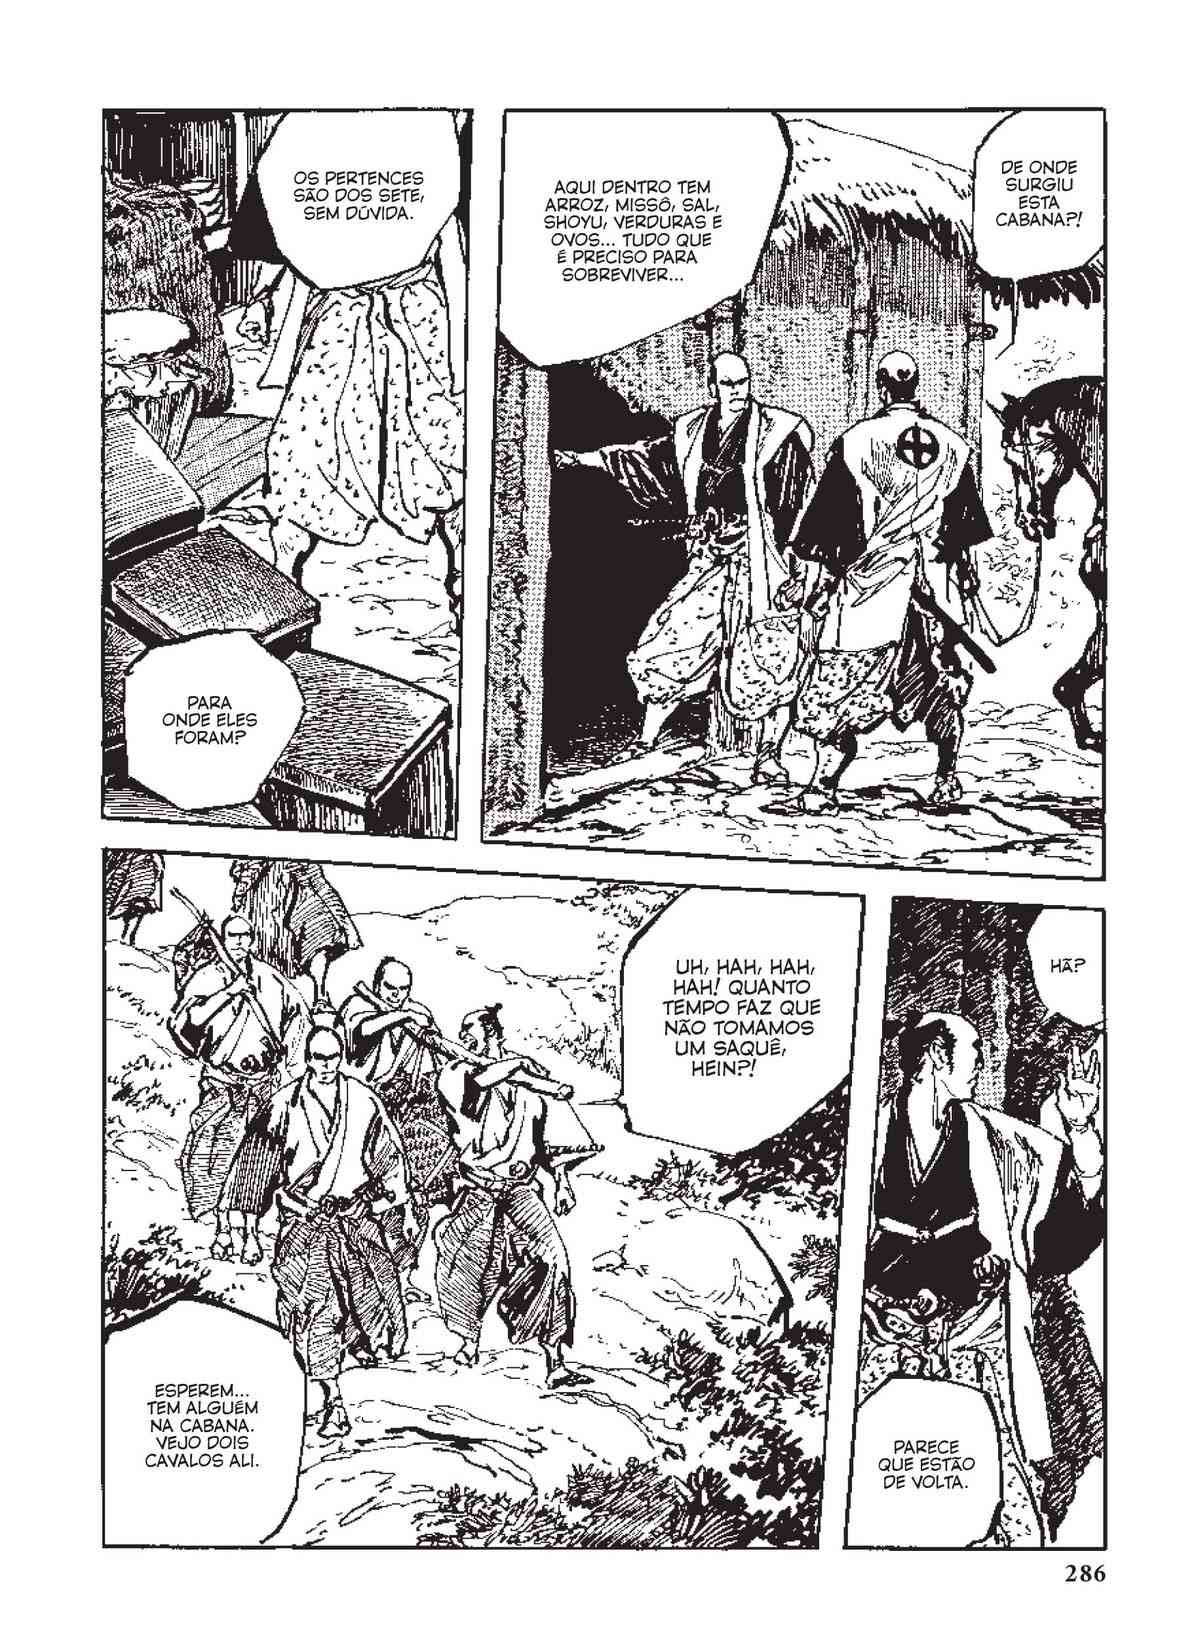 DE ONDE
SURGIU
ESTA
CABANA?!
AQUI DENTRO TEM
ARROZ, MISSÔ, SAL,
SHOYU, VERDURAS E
OVOS... TUDO QUE
É PRECISO PARA
SOBREVIVER...
OS PERTENCES
SÃO DOS SETE,
SEM DÚVIDA.
PARA
ONDE ELES
FORAM?
HÃ?
PARECE
QUE ESTÃO
DE VOLTA.
UH, HAH, HAH,
HAH! QUANTO
TEMPO FAZ QUE
NÃO TOMAMOS
UM SAQUÊ,
HEIN?!
ESPEREM...
TEM ALGUÉM
NA CABANA.
VEJO DOIS
CAVALOS ALI.
286